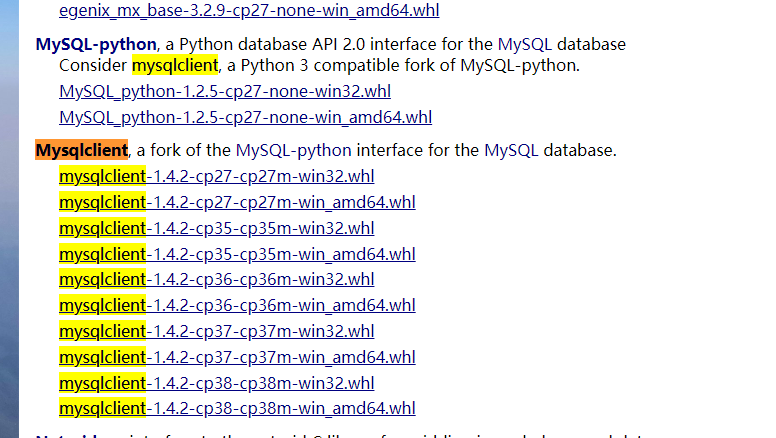 egenix_mx_base-3.2.9-cp27-none-win_amd64.whl
MySQL-python, a Python database API 2.0 interface for the MySQL database
Consider mysqlclient, a Python 3 compatible fork of MySQL-python.
MySQL_python-1.2.5-cp27-none-win32.whl
MySQL_python-1.2.5-cp27-none-win_amd64.whl
Mysqlclient, a fork of the MySQL-python interface for the MySQL database.
mysqlclient-1.4.2-cp27-cp27m-win32.whl
mysqlclient-1.4.2-cp27-cp27m-win_amd64.whl
mysqlclient-1.4.2-cp35-cp35m-win32.whl
mysqlclient-1.4.2-cp35-cp35m-win_amd64.whl
mysqlclient-1.4.2-cp36-cp36m-win32.whl
mysqlclient-1.4.2-cp36-cp36m-win_amd64.whl
mysqlclient-1.4.2-cp37-cp37m-win32.whl
mysqlclient-1.4.2-cp37-cp37m-win_amd64.whl
mysqlclient-1.4.2-cp38-cp38m-win32.whl
mysqlclient-1.4.2-cp38-cp38m-win_amd64.whl